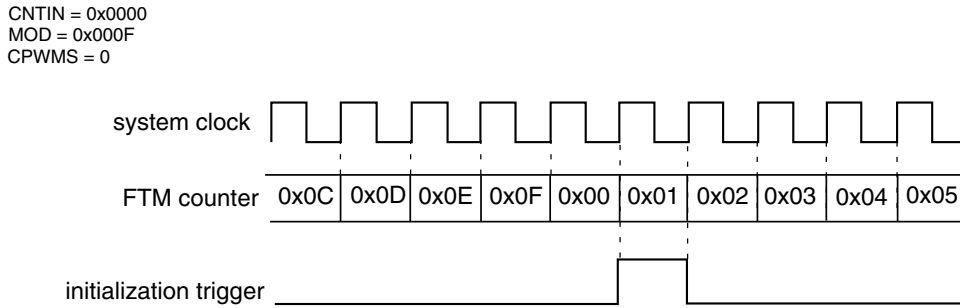 CNTIN = 0x0000
MOD = 0x000F
CPWMS = 0
system clock
FTM counter 0x0C 0x0D 0x0E 0x0F 0x00 0x01 0x02 0x03 0x04 0x05
initialization trigger